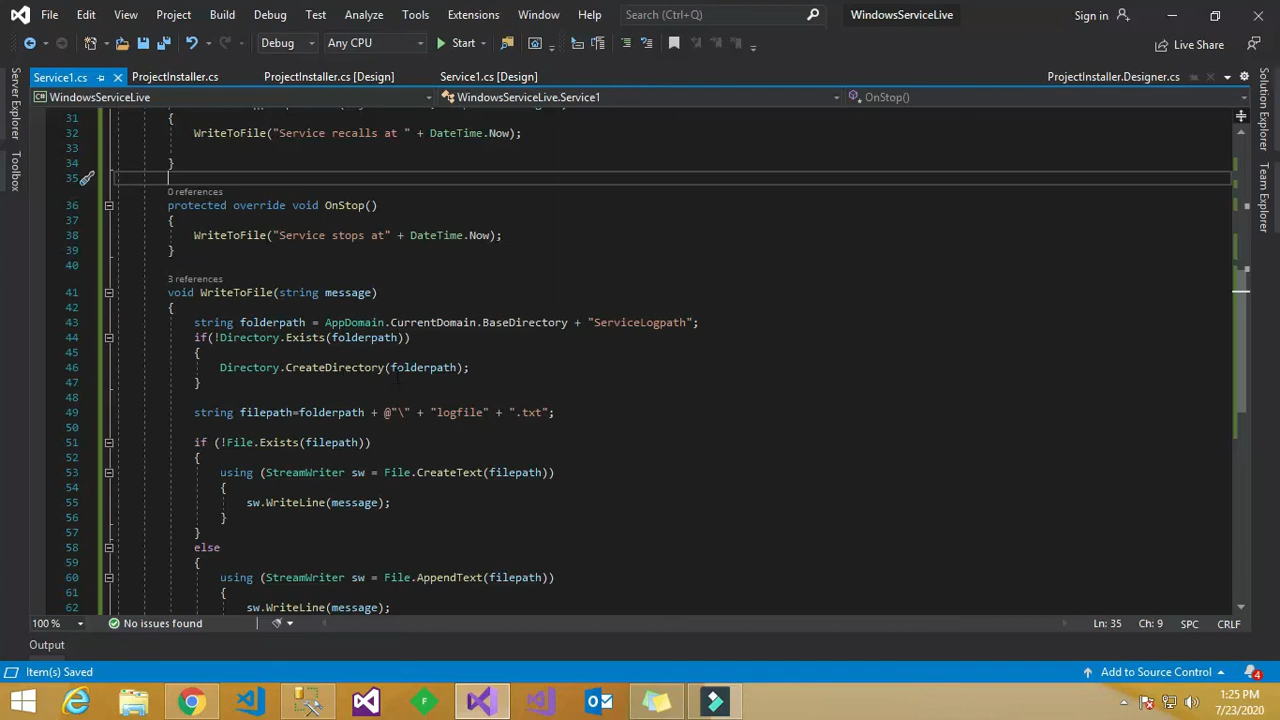 File Edit View Project Build Debug Test Analyze Tools Extensions Window Help Search (Ctrl+Q) WindowsServiceLive Sign in
Debug Any CPU Start Live Share
Service1.cs ProjectInstaller.cs ProjectInstaller.cs [Design] Service1.cs [Design] ProjectInstaller.Designer.cs
WindowsServiceLive WindowsServiceLive.Service1 OnStop()
Server Explorer
Toolbox
Solution Explorer
Team Explorer
31 {
32 WriteToFile("Service recalls at " + DateTime.Now);
33
34 }
35
0 references
36 protected override void OnStop()
37 {
38 WriteToFile("Service stops at" + DateTime.Now);
39 }
40
3 references
41 void WriteToFile(string message)
42 {
43 string folderpath = AppDomain.CurrentDomain.BaseDirectory + "ServiceLogpath";
44 if(!Directory.Exists(folderpath))
45 {
46 Directory.CreateDirectory(folderpath);
47 }
48
49 string filepath=folderpath + @"\" + "logfile" + ".txt";
50
51 if (!File.Exists(filepath))
52 {
53 using (StreamWriter sw = File.CreateText(filepath))
54 {
55 sw.WriteLine(message);
56 }
57 }
58 else
59 {
60 using (StreamWriter sw = File.AppendText(filepath))
61 {
62 sw.WriteLine(message);
100 % No issues found Ln: 35 Ch: 9 SPC CRLF
Output
Item(s) Saved Add to Source Control 4
1:25 PM
7/23/2020